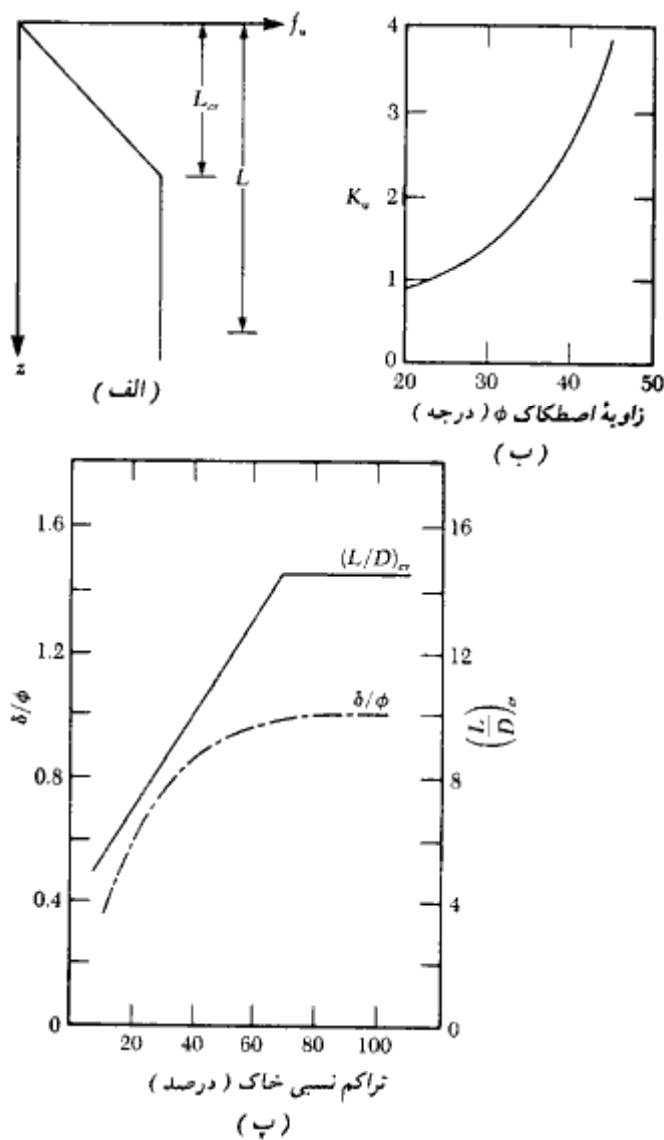 f_u
L_cr
L
z
( الف )
4
3
K_u
2
1
0
20 30 40 50
زاویهٔ اصطکاک φ ( درجه )
( ب )
1.6
1.2
δ/φ
0.8
0.4
0
(L/D)_cr
δ/φ
16
12
(L/D)_cr
8
4
0
20 40 60 80 100
تراکم نسبی خاک ( درصد )
( پ )